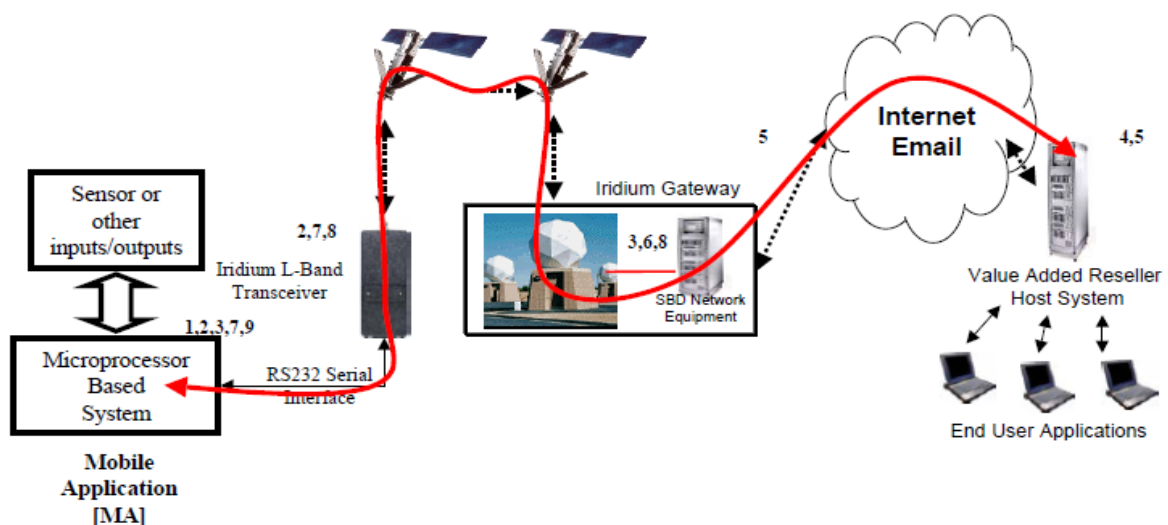 Sensor or
other
inputs/outputs
1,2,3,7,9
Microprocessor
Based
System
Mobile
Application
[MA]
2,7,8
Iridium L-Band
Transceiver
RS232 Serial
Interface
Iridium Gateway
3,6,8
SBD Network
Equipment
5
Internet
Email
4,5
Value Added Reseller
Host System
End User Applications